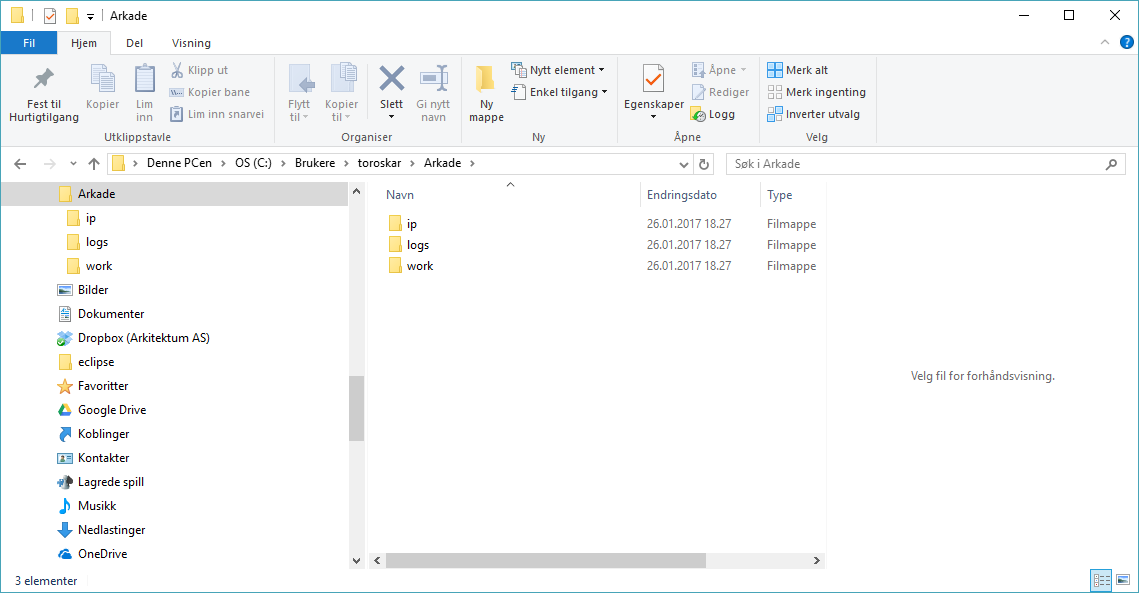 Arkade
Fil Hjem Del Visning
Fest til Hurtigtilgang
Kopier
Lim inn
Klipp ut
Kopier bane
Lim inn snarvei
Utklippstavle
Flytt til
Kopier til
Slett
Gi nytt navn
Organiser
Ny mappe
Nytt element
Enkel tilgang
Ny
Egenskaper
Åpne
Rediger
Logg
Åpne
Merk alt
Merk ingenting
Inverter utvalg
Velg
Denne PCen OS (C:) Brukere toroskar Arkade
Søk i Arkade
Arkade
ip
logs
work
Bilder
Dokumenter
Dropbox (Arkitektum AS)
eclipse
Favoritter
Google Drive
Koblinger
Kontakter
Lagrede spill
Musikk
Nedlastinger
OneDrive
Navn Endringsdato Type
ip 26.01.2017 18.27 Filmappe
logs 26.01.2017 18.27 Filmappe
work 26.01.2017 18.27 Filmappe
Velg fil for forhåndsvisning.
3 elementer